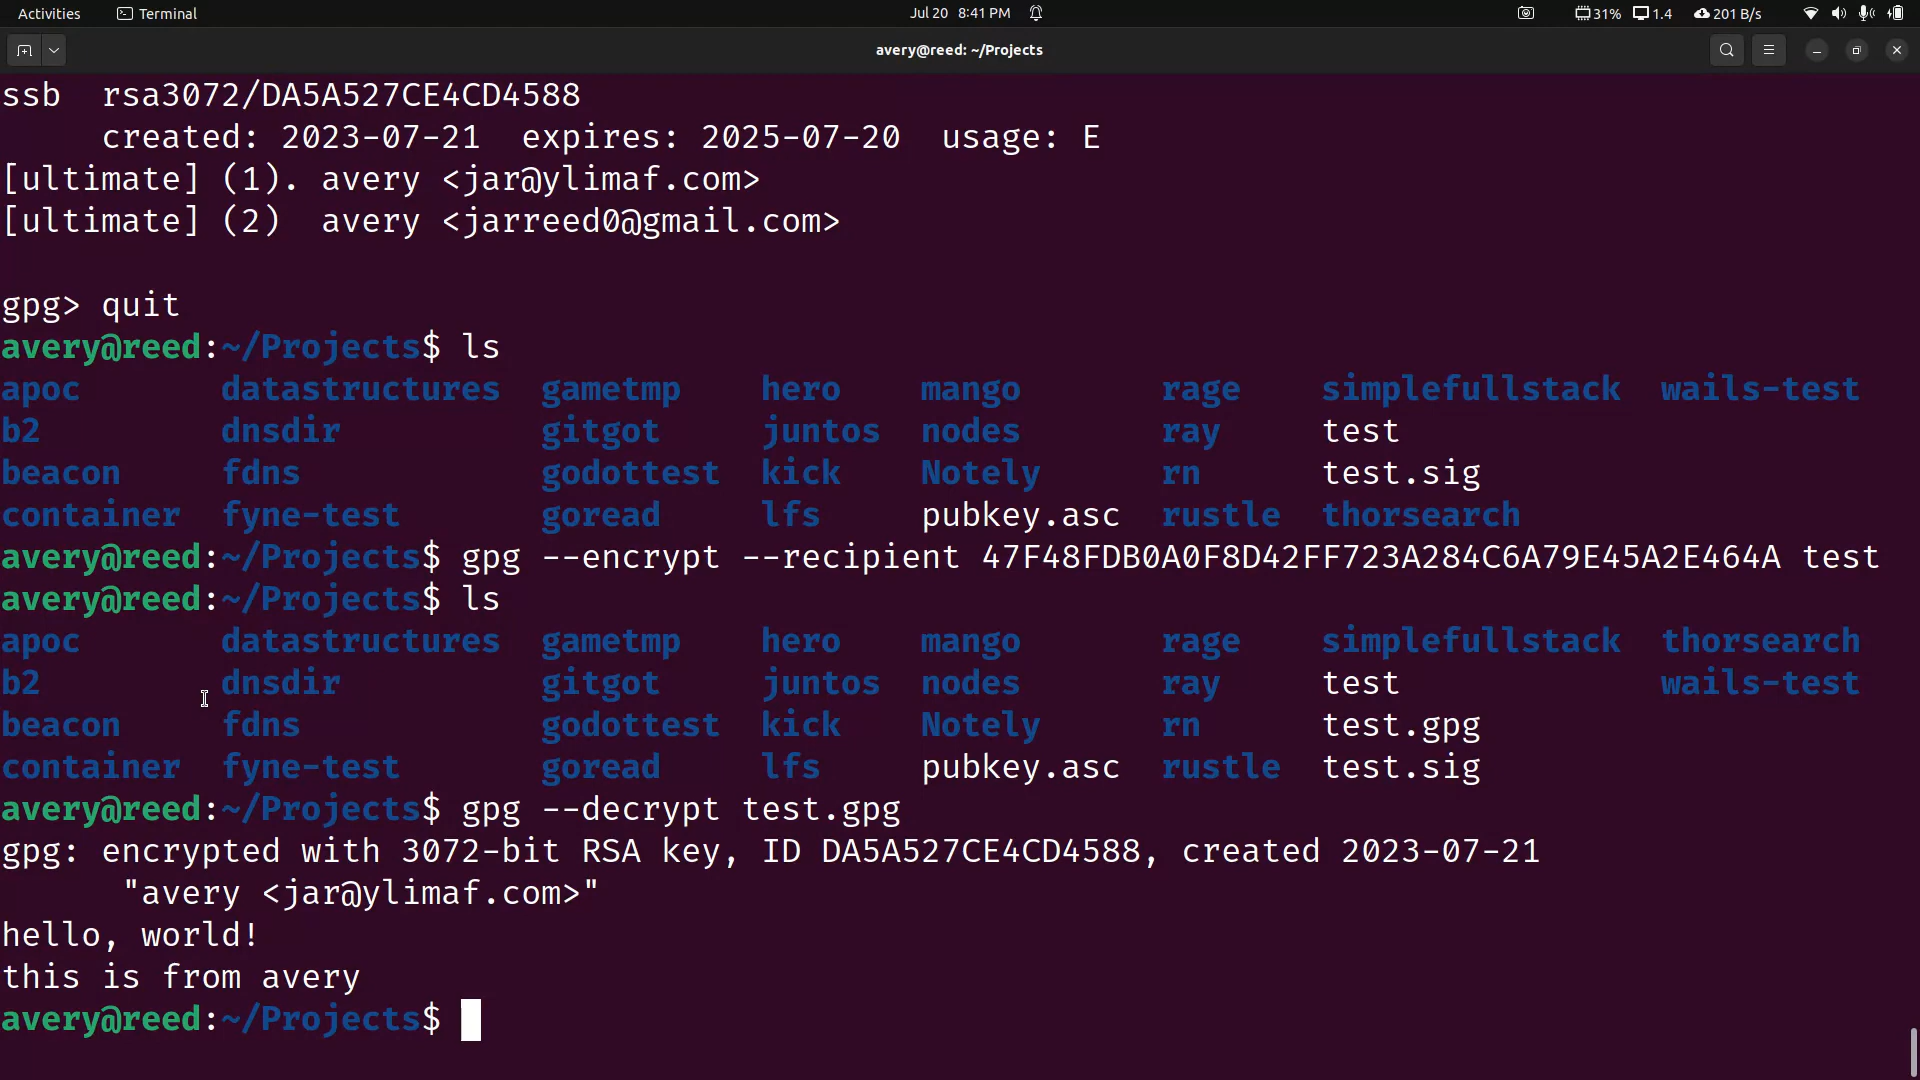 Activities Terminal Jul 20 8:41 PM 31% 1.4 201 B/s
avery@reed: ~/Projects
ssb rsa3072/DA5A527CE4CD4588
created: 2023-07-21 expires: 2025-07-20 usage: E
[ultimate] (1). avery <jar@ylimaf.com>
[ultimate] (2) avery <jarreed0@gmail.com>
gpg> quit
avery@reed:~/Projects$ ls
apoc datastructures gametmp hero mango rage simplefullstack wails-test
b2 dnsdir gitgot juntos nodes ray test
beacon fdns godottest kick Notely rn test.sig
container fyne-test goread lfs pubkey.asc rustle thorsearch
avery@reed:~/Projects$ gpg --encrypt --recipient 47F48FDB0A0F8D42FF723A284C6A79E45A2E464A test
avery@reed:~/Projects$ ls
apoc datastructures gametmp hero mango rage simplefullstack thorsearch
b2 dnsdir gitgot juntos nodes ray test wails-test
beacon fdns godottest kick Notely rn test.gpg
container fyne-test goread lfs pubkey.asc rustle test.sig
avery@reed:~/Projects$ gpg --decrypt test.gpg
gpg: encrypted with 3072-bit RSA key, ID DA5A527CE4CD4588, created 2023-07-21
"avery <jar@ylimaf.com>"
hello, world!
this is from avery
avery@reed:~/Projects$